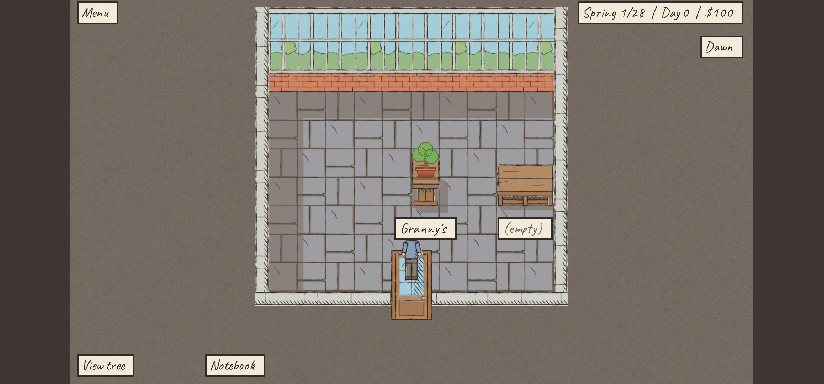 Menu
Spring 1/28 | Day 0 | $100
Dawn
Granny's
(empty)
View tree
Notebook